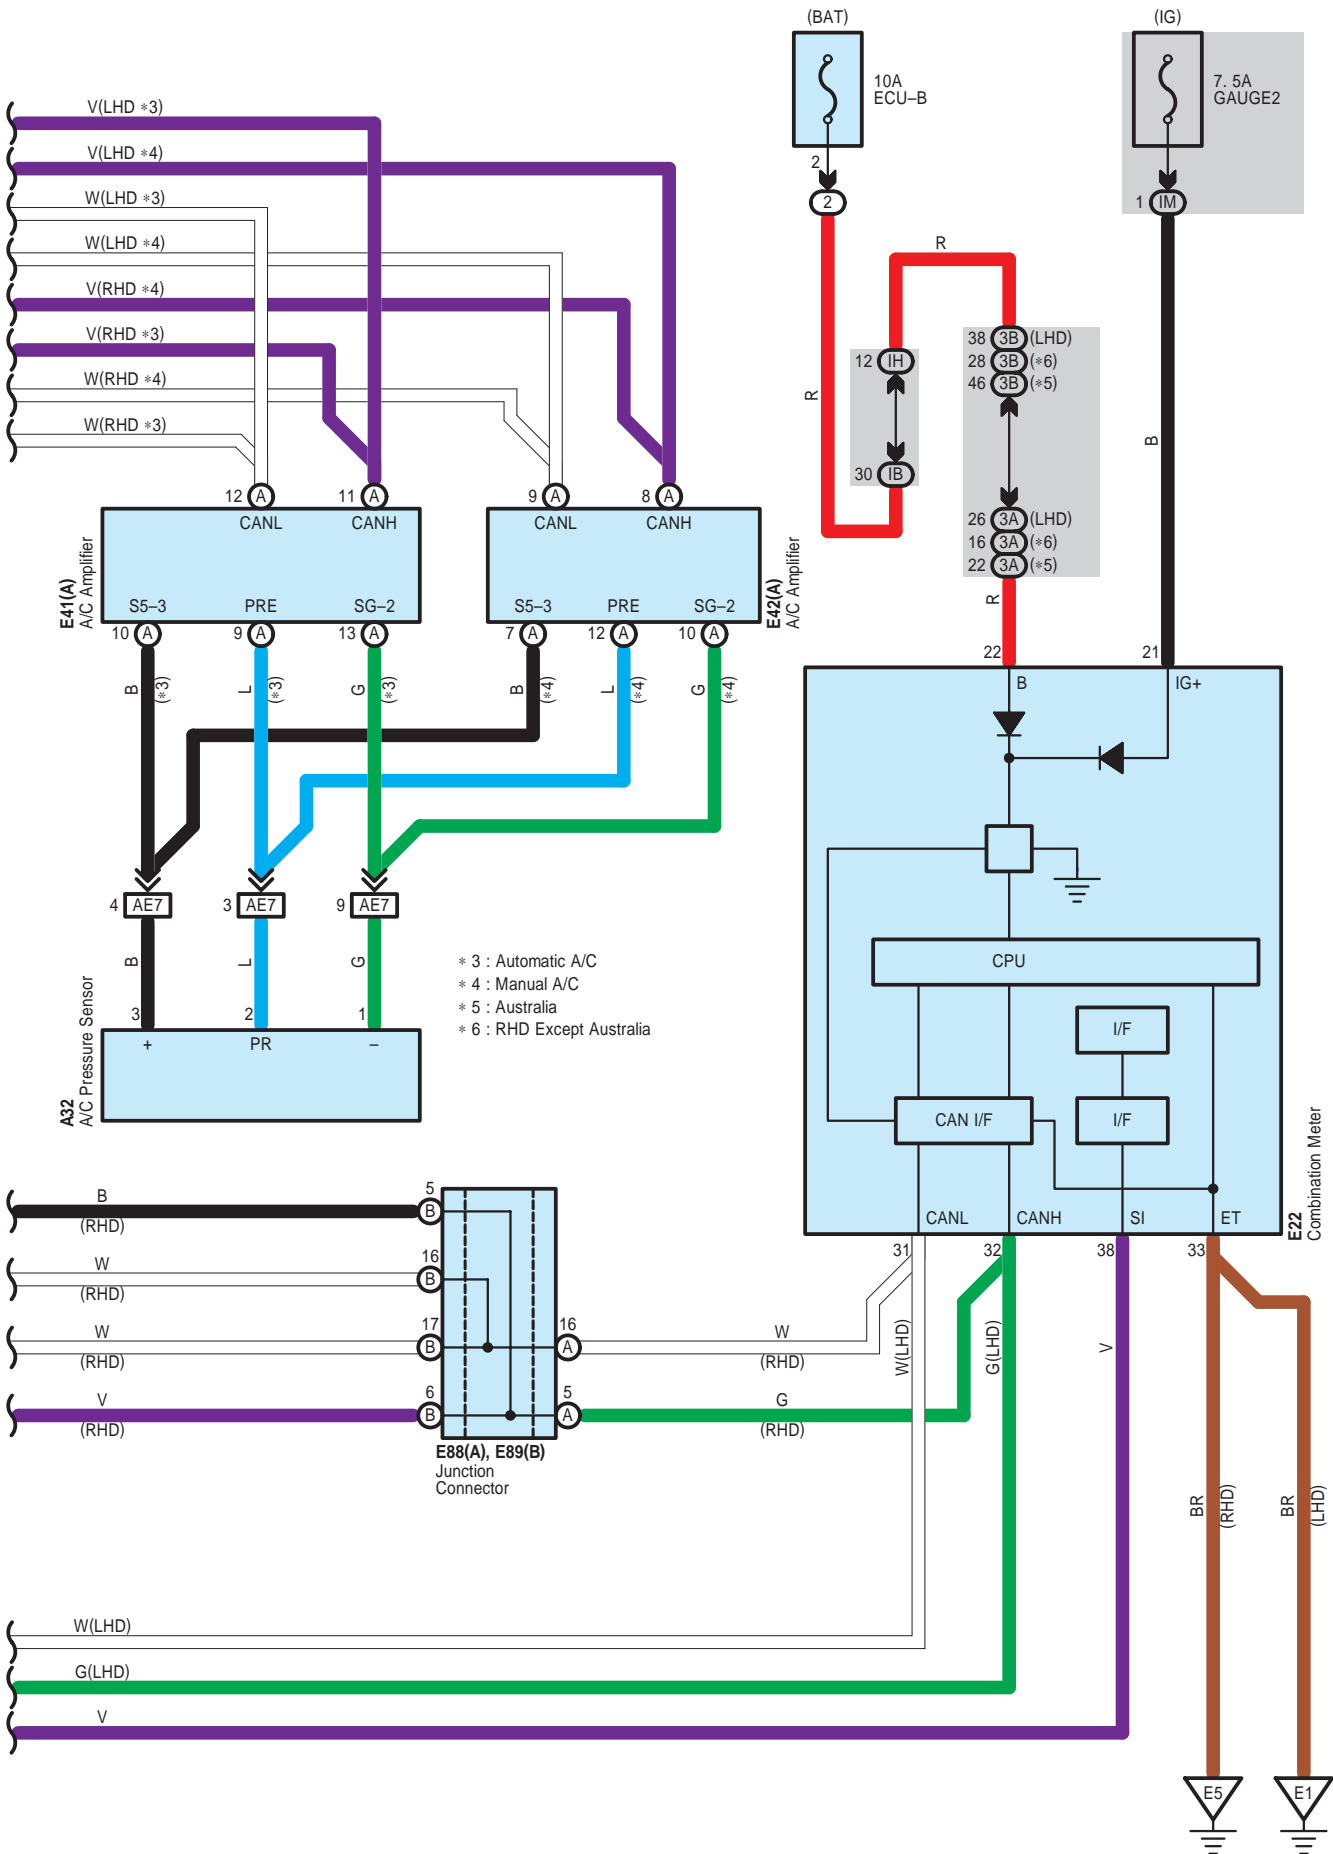 (BAT)
10A
ECU–B
2
2
(IG)
7. 5A
GAUGE2
1 IM
V(LHD *3)
V(LHD *4)
W(LHD *3)
W(LHD *4)
V(RHD *4)
V(RHD *3)
W(RHD *4)
W(RHD *3)
R
R
12 IH
30 IB
38 3B (LHD)
28 3B (*6)
46 3B (*5)
26 3A (LHD)
16 3A (*6)
22 3A (*5)
R
B
12 A
11 A
CANL
CANH
E41(A)
A/C Amplifier
S5–3
PRE
SG–2
10 A
9 A
13 A
9 A
8 A
CANL
CANH
E42(A)
A/C Amplifier
S5–3
PRE
SG–2
7 A
12 A
10 A
B
(*3)
L
(*3)
G
(*3)
B
(*4)
L
(*4)
G
(*4)
4 AE7
3 AE7
9 AE7
B
L
G
3
2
1
+
PR
–
A32
A/C Pressure Sensor
* 3 : Automatic A/C
* 4 : Manual A/C
* 5 : Australia
* 6 : RHD Except Australia
22
21
B
IG+
CPU
I/F
CAN I/F
I/F
CANL
CANH
SI
ET
E22
Combination Meter
31
32
38
33
B
(RHD)
5
B
W
(RHD)
16
B
W
(RHD)
17
B
V
(RHD)
6
B
16
A
5
A
W
(RHD)
G
(RHD)
E88(A), E89(B)
Junction
Connector
W(LHD)
G(LHD)
V
BR
(RHD)
BR
(LHD)
W(LHD)
G(LHD)
V
E5
E1